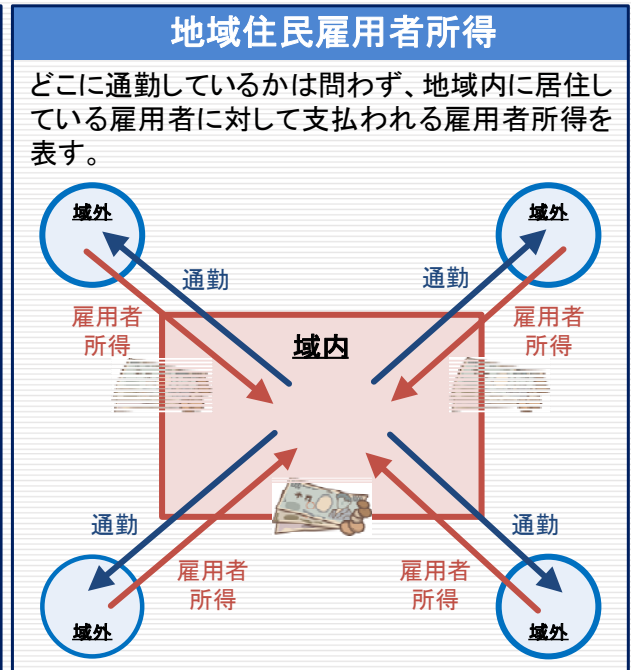 地域住民雇用者所得
どこに通勤しているかは問わず、地域内に居住し
ている雇用者に対して支払われる雇用者所得を
表す。
域外
域外
通勤
通勤
雇用者
所得
雇用者
所得
域内
通勤
通勤
雇用者
所得
雇用者
所得
域外
域外